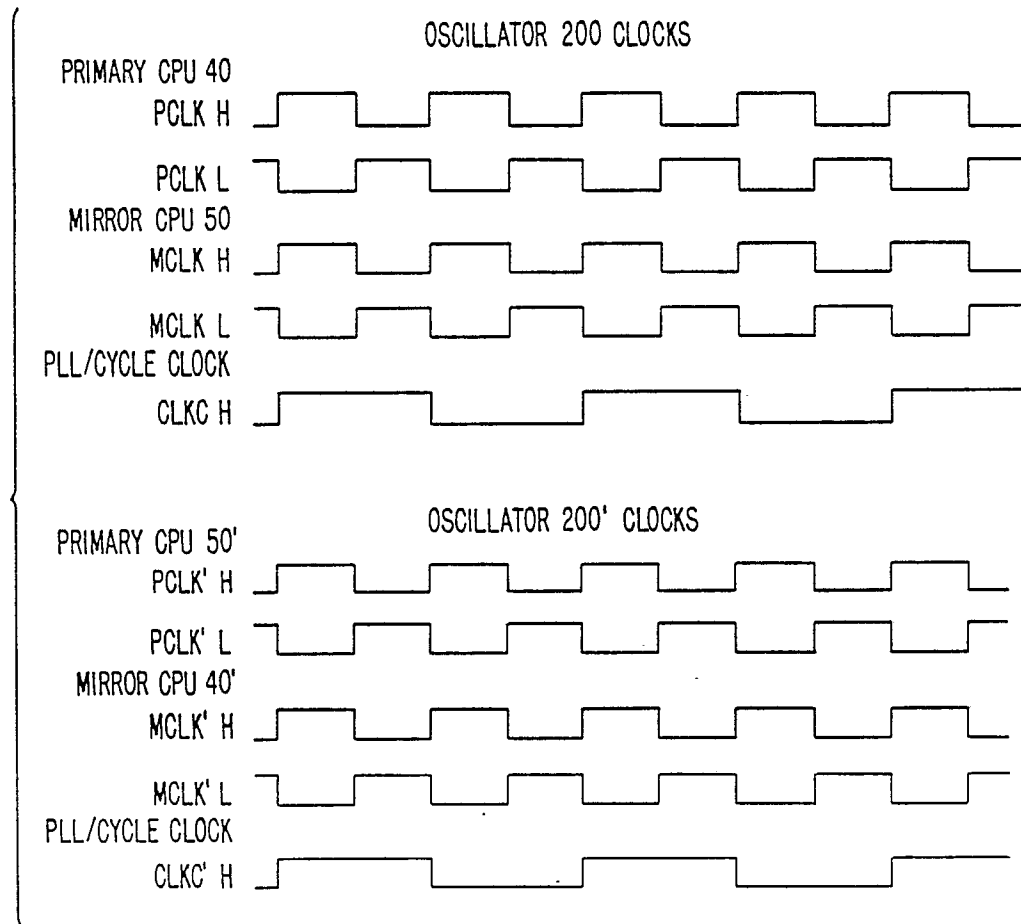 OSCILLATOR 200 CLOCKS
PRIMARY CPU 40
PCLK H
PCLK L
MIRROR CPU 50
MCLK H
MCLK L
PLL/CYCLE CLOCK
CLKC H
OSCILLATOR 200' CLOCKS
PRIMARY CPU 50'
PCLK' H
PCLK' L
MIRROR CPU 40'
MCLK' H
MCLK' L
PLL/CYCLE CLOCK
CLKC' H